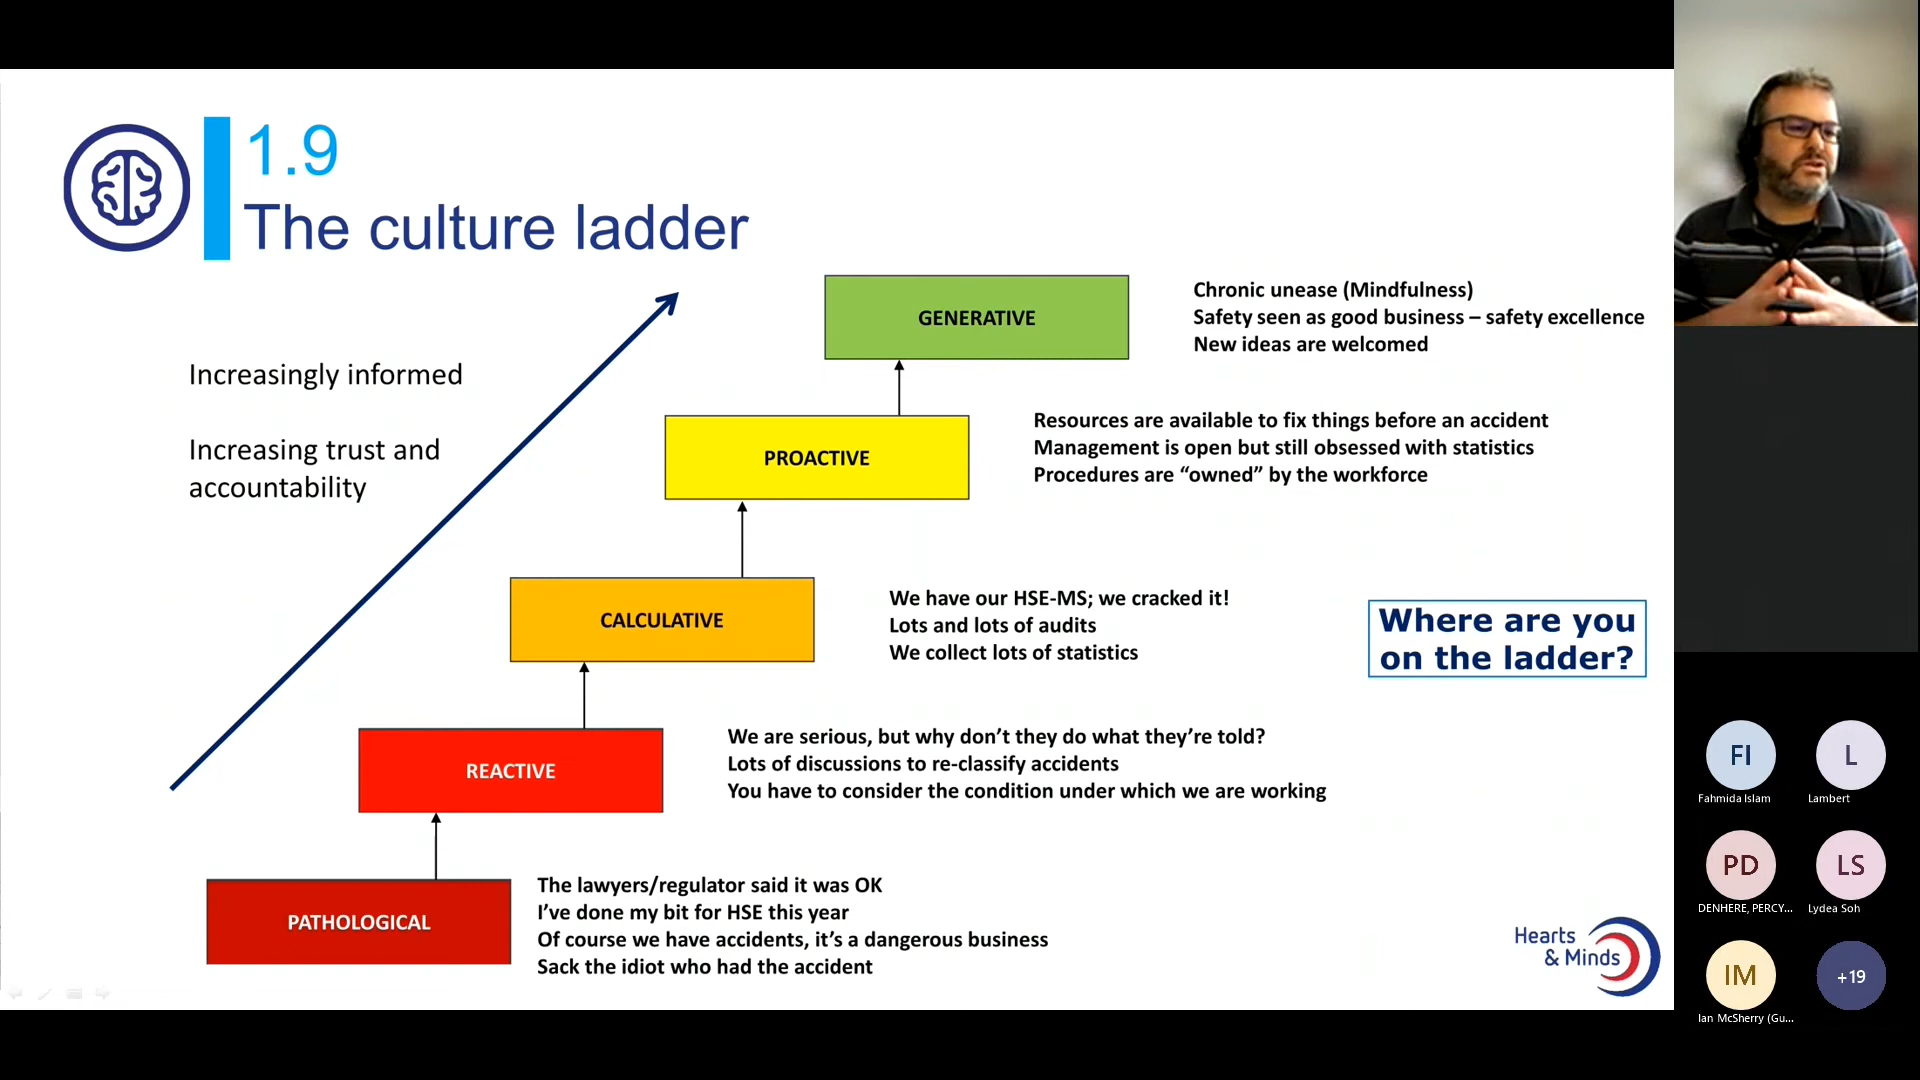 1.9
The culture ladder
Increasingly informed
Increasing trust and
accountability
GENERATIVE
Chronic unease (Mindfulness)
Safety seen as good business – safety excellence
New ideas are welcomed
PROACTIVE
Resources are available to fix things before an accident
Management is open but still obsessed with statistics
Procedures are “owned” by the workforce
CALCULATIVE
We have our HSE-MS; we cracked it!
Lots and lots of audits
We collect lots of statistics
Where are you
on the ladder?
REACTIVE
We are serious, but why don’t they do what they’re told?
Lots of discussions to re-classify accidents
You have to consider the condition under which we are working
PATHOLOGICAL
The lawyers/regulator said it was OK
I’ve done my bit for HSE this year
Of course we have accidents, it’s a dangerous business
Sack the idiot who had the accident
Hearts
& Minds
FI
Fahmida Islam
L
Lambert
PD
DENHERE, PERCY...
LS
Lydea Soh
IM
Ian McSherry (Gu...
+19